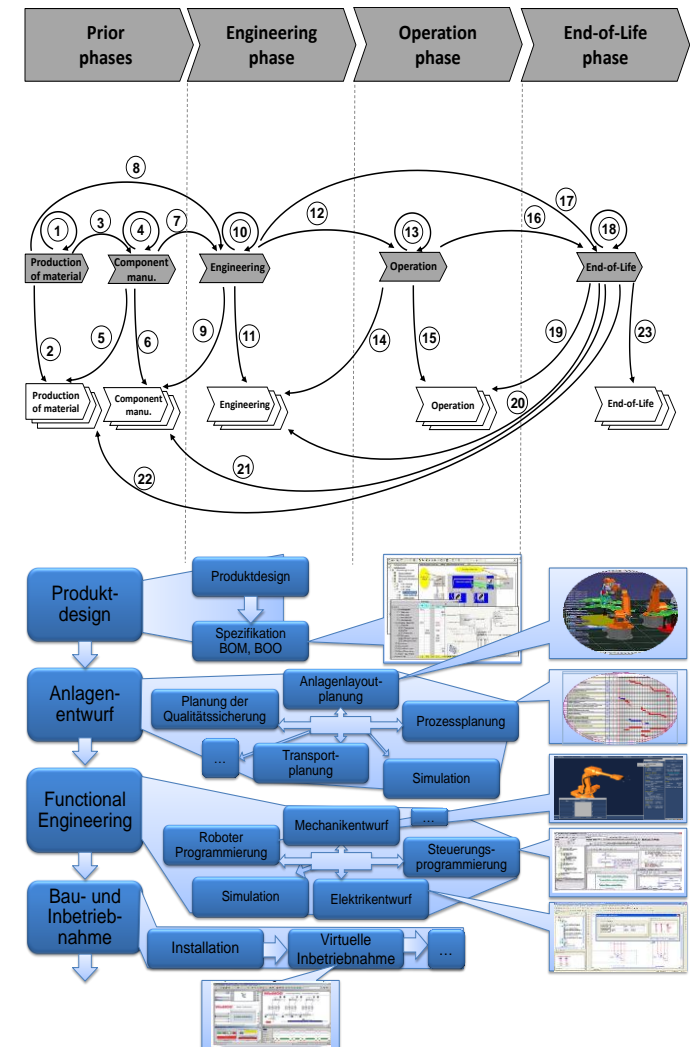 Prior
phases
Engineering
phase
Operation
phase
End-of-Life
phase
8
17
12
1
3
4
7
10
13
16
18
Production
of material
Component
manu.
Engineering
Operation
End-of-Life
2
5
6
9
11
14
15
19
23
Production
of material
Component
manu.
Engineering
Operation
End-of-Life
20
21
22
Produkt-
design
Produktdesign
Spezifikation
BOM, BOO
Anlagen-
entwurf
Anlagenlayout-
planung
Planung der
Qualitätssicherung
Prozessplanung
...
Transport-
planung
Simulation
Functional
Engineering
Mechanikentwurf
...
Roboter
Programmierung
Steuerungs-
programmierung
Simulation
Elektrikentwurf
Bau- und
Inbetrieb-
nahme
Installation
Virtuelle
Inbetriebnahme
...